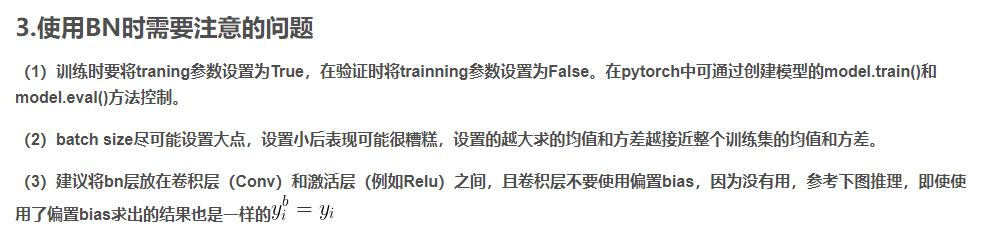 3.使用BN时需要注意的问题
（1）训练时要将traning参数设置为True，在验证时将trainning参数设置为False。在pytorch中可通过创建模型的model.train()和
model.eval()方法控制。
（2）batch size尽可能设置大点，设置小后表现可能很糟糕，设置的越大求的均值和方差越接近整个训练集的均值和方差。
（3）建议将bn层放在卷积层（Conv）和激活层（例如Relu）之间，且卷积层不要使用偏置bias，因为没有用，参考下图推理，即使使
用了偏置bias求出的结果也是一样的$y_i^b = y_i$